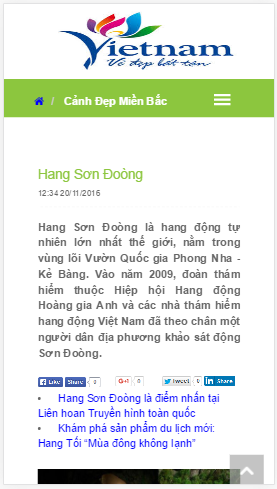 Vietnam
Vẻ đẹp bất tận
/ Cảnh Đẹp Miền Bắc
Hang Sơn Đoòng
12:34 20/11/2016
Hang Sơn Đoòng là hang động tự
nhiên lớn nhất thế giới, nằm trong
vùng lõi Vườn Quốc gia Phong Nha -
Kẻ Bàng. Vào năm 2009, đoàn thám
hiểm thuộc Hiệp hội Hang động
Hoàng gia Anh và các nhà thám hiểm
hang động Việt Nam đã theo chân một
người dân địa phương khảo sát động
Sơn Đoòng.
Like Share 0 +1 0 Tweet 0 Share
• Hang Sơn Đoòng là điểm nhấn tại
Liên hoan Truyền hình toàn quốc
• Khám phá sản phẩm du lịch mới:
Hang Tối “Mùa đông không lạnh”